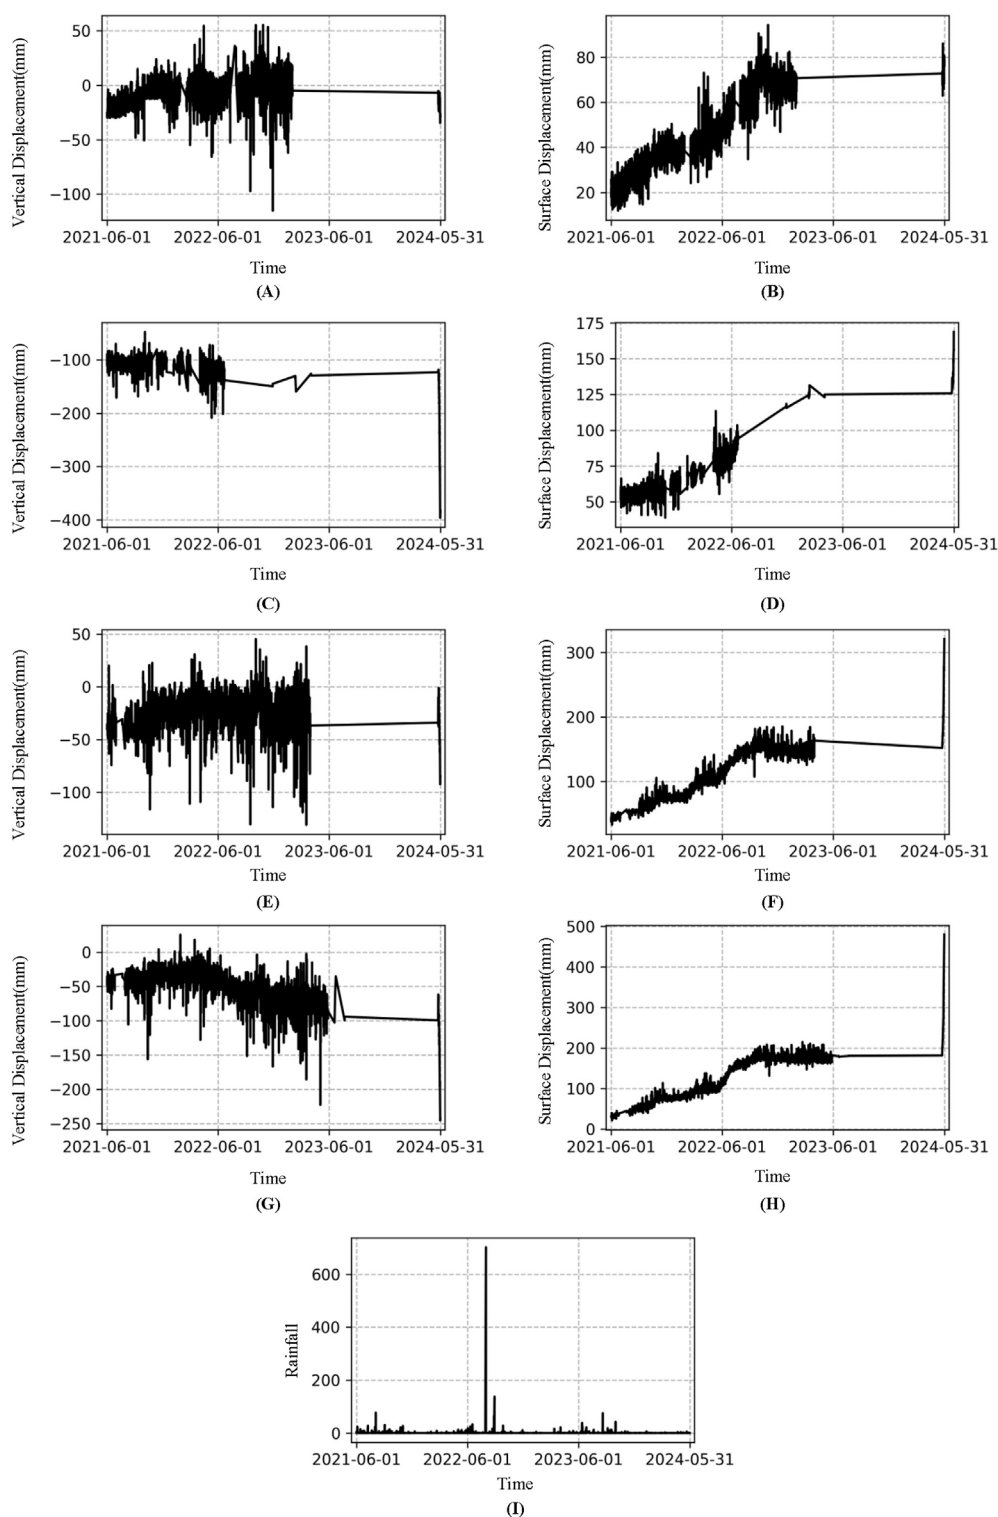 50
0
−50
−100
Vertical Displacement(mm)
2021-06-01 2022-06-01 2023-06-01 2024-05-31
Time
(A)
80
60
40
20
Surface Displacement(mm)
2021-06-01 2022-06-01 2023-06-01 2024-05-31
Time
(B)
−100
−200
−300
−400
Vertical Displacement(mm)
2021-06-01 2022-06-01 2023-06-01 2024-05-31
Time
(C)
175
150
125
100
75
50
Surface Displacement(mm)
2021-06-01 2022-06-01 2023-06-01 2024-05-31
Time
(D)
50
0
−50
−100
Vertical Displacement(mm)
2021-06-01 2022-06-01 2023-06-01 2024-05-31
Time
(E)
300
200
100
Surface Displacement(mm)
2021-06-01 2022-06-01 2023-06-01 2024-05-31
Time
(F)
0
−50
−100
−150
−200
−250
Vertical Displacement(mm)
2021-06-01 2022-06-01 2023-06-01 2024-05-31
Time
(G)
500
400
300
200
100
0
Surface Displacement(mm)
2021-06-01 2022-06-01 2023-06-01 2024-05-31
Time
(H)
600
400
200
0
Rainfall
2021-06-01 2022-06-01 2023-06-01 2024-05-31
Time
(I)